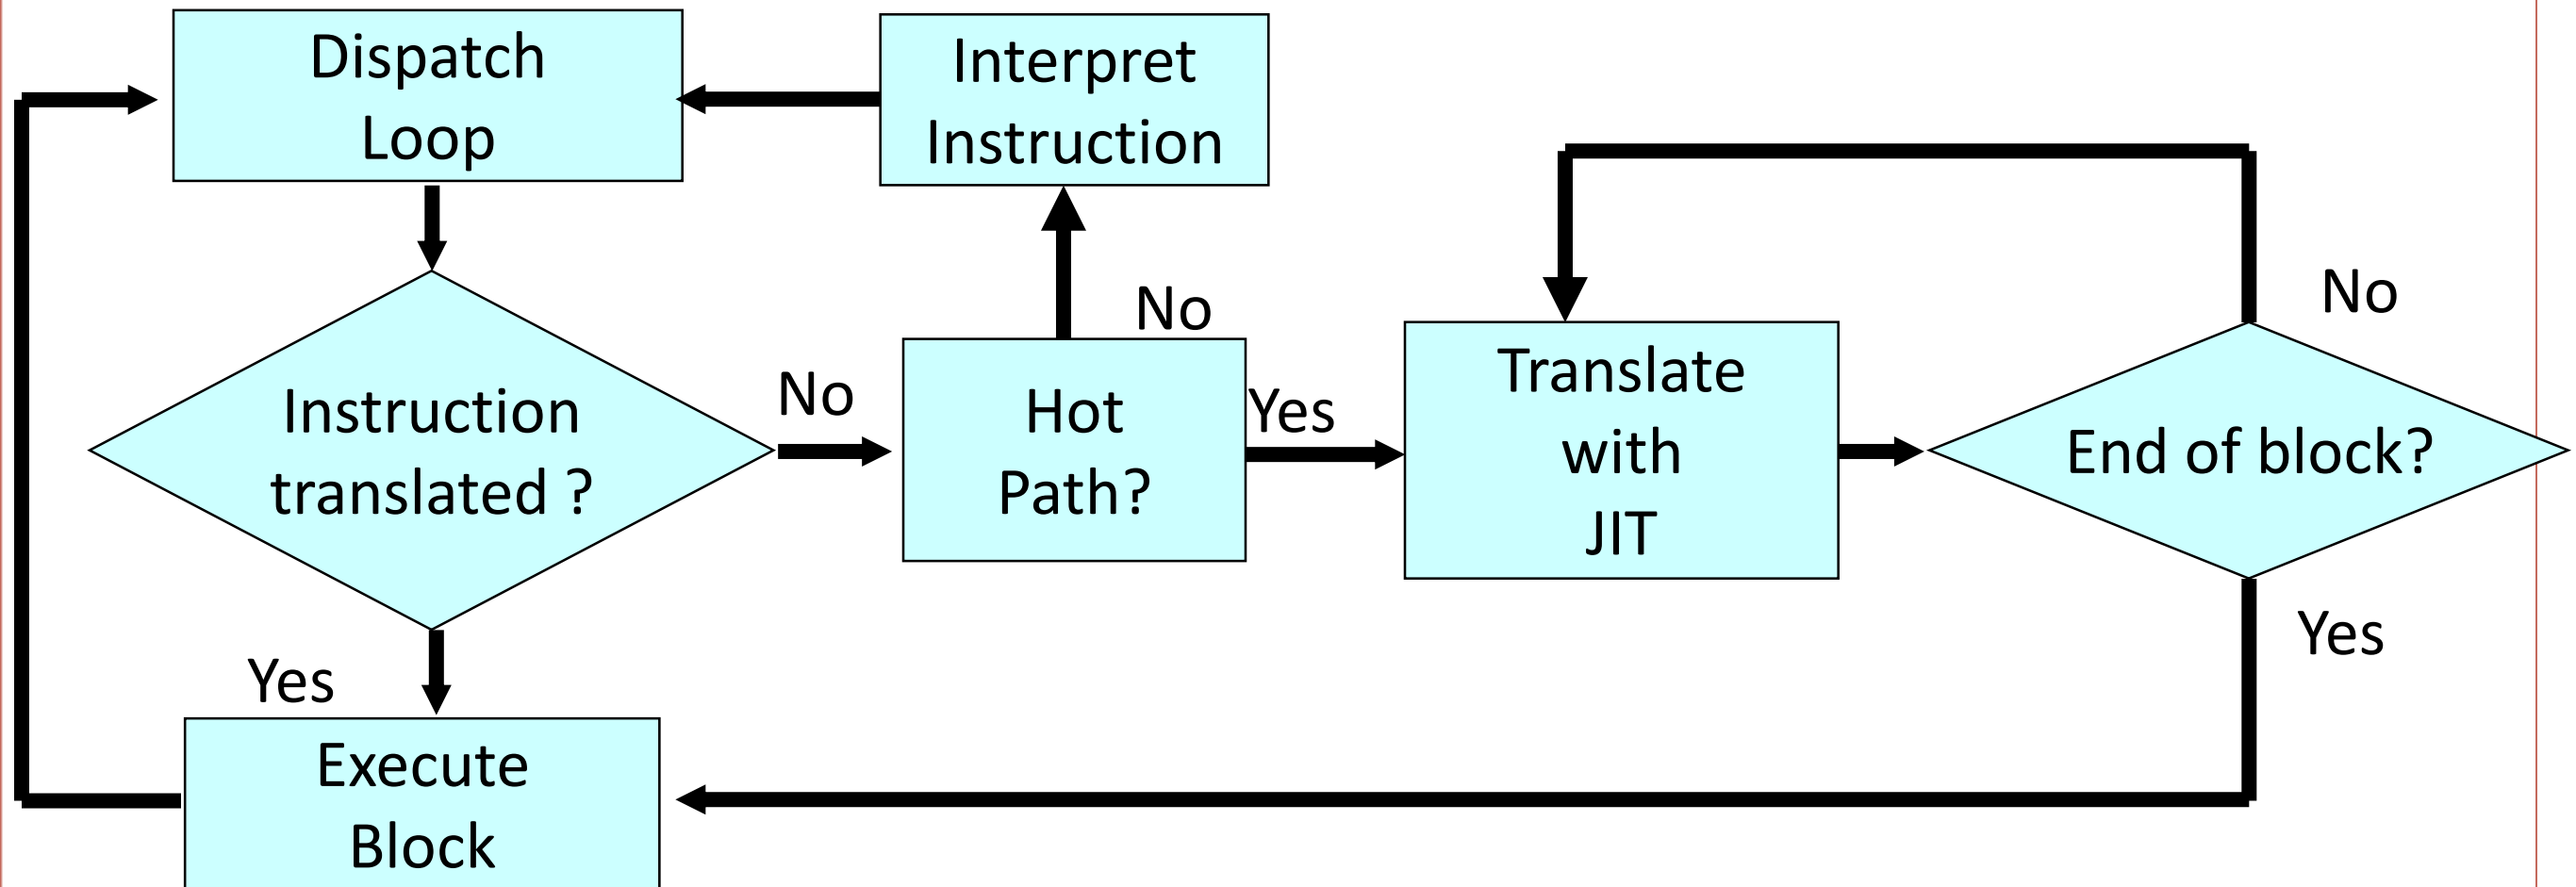 Dispatch
Loop
Interpret
Instruction
No
No
Instruction
translated ?
No
Hot
Path?
Yes
Translate
with
JIT
End of block?
Yes
Yes
Execute
Block